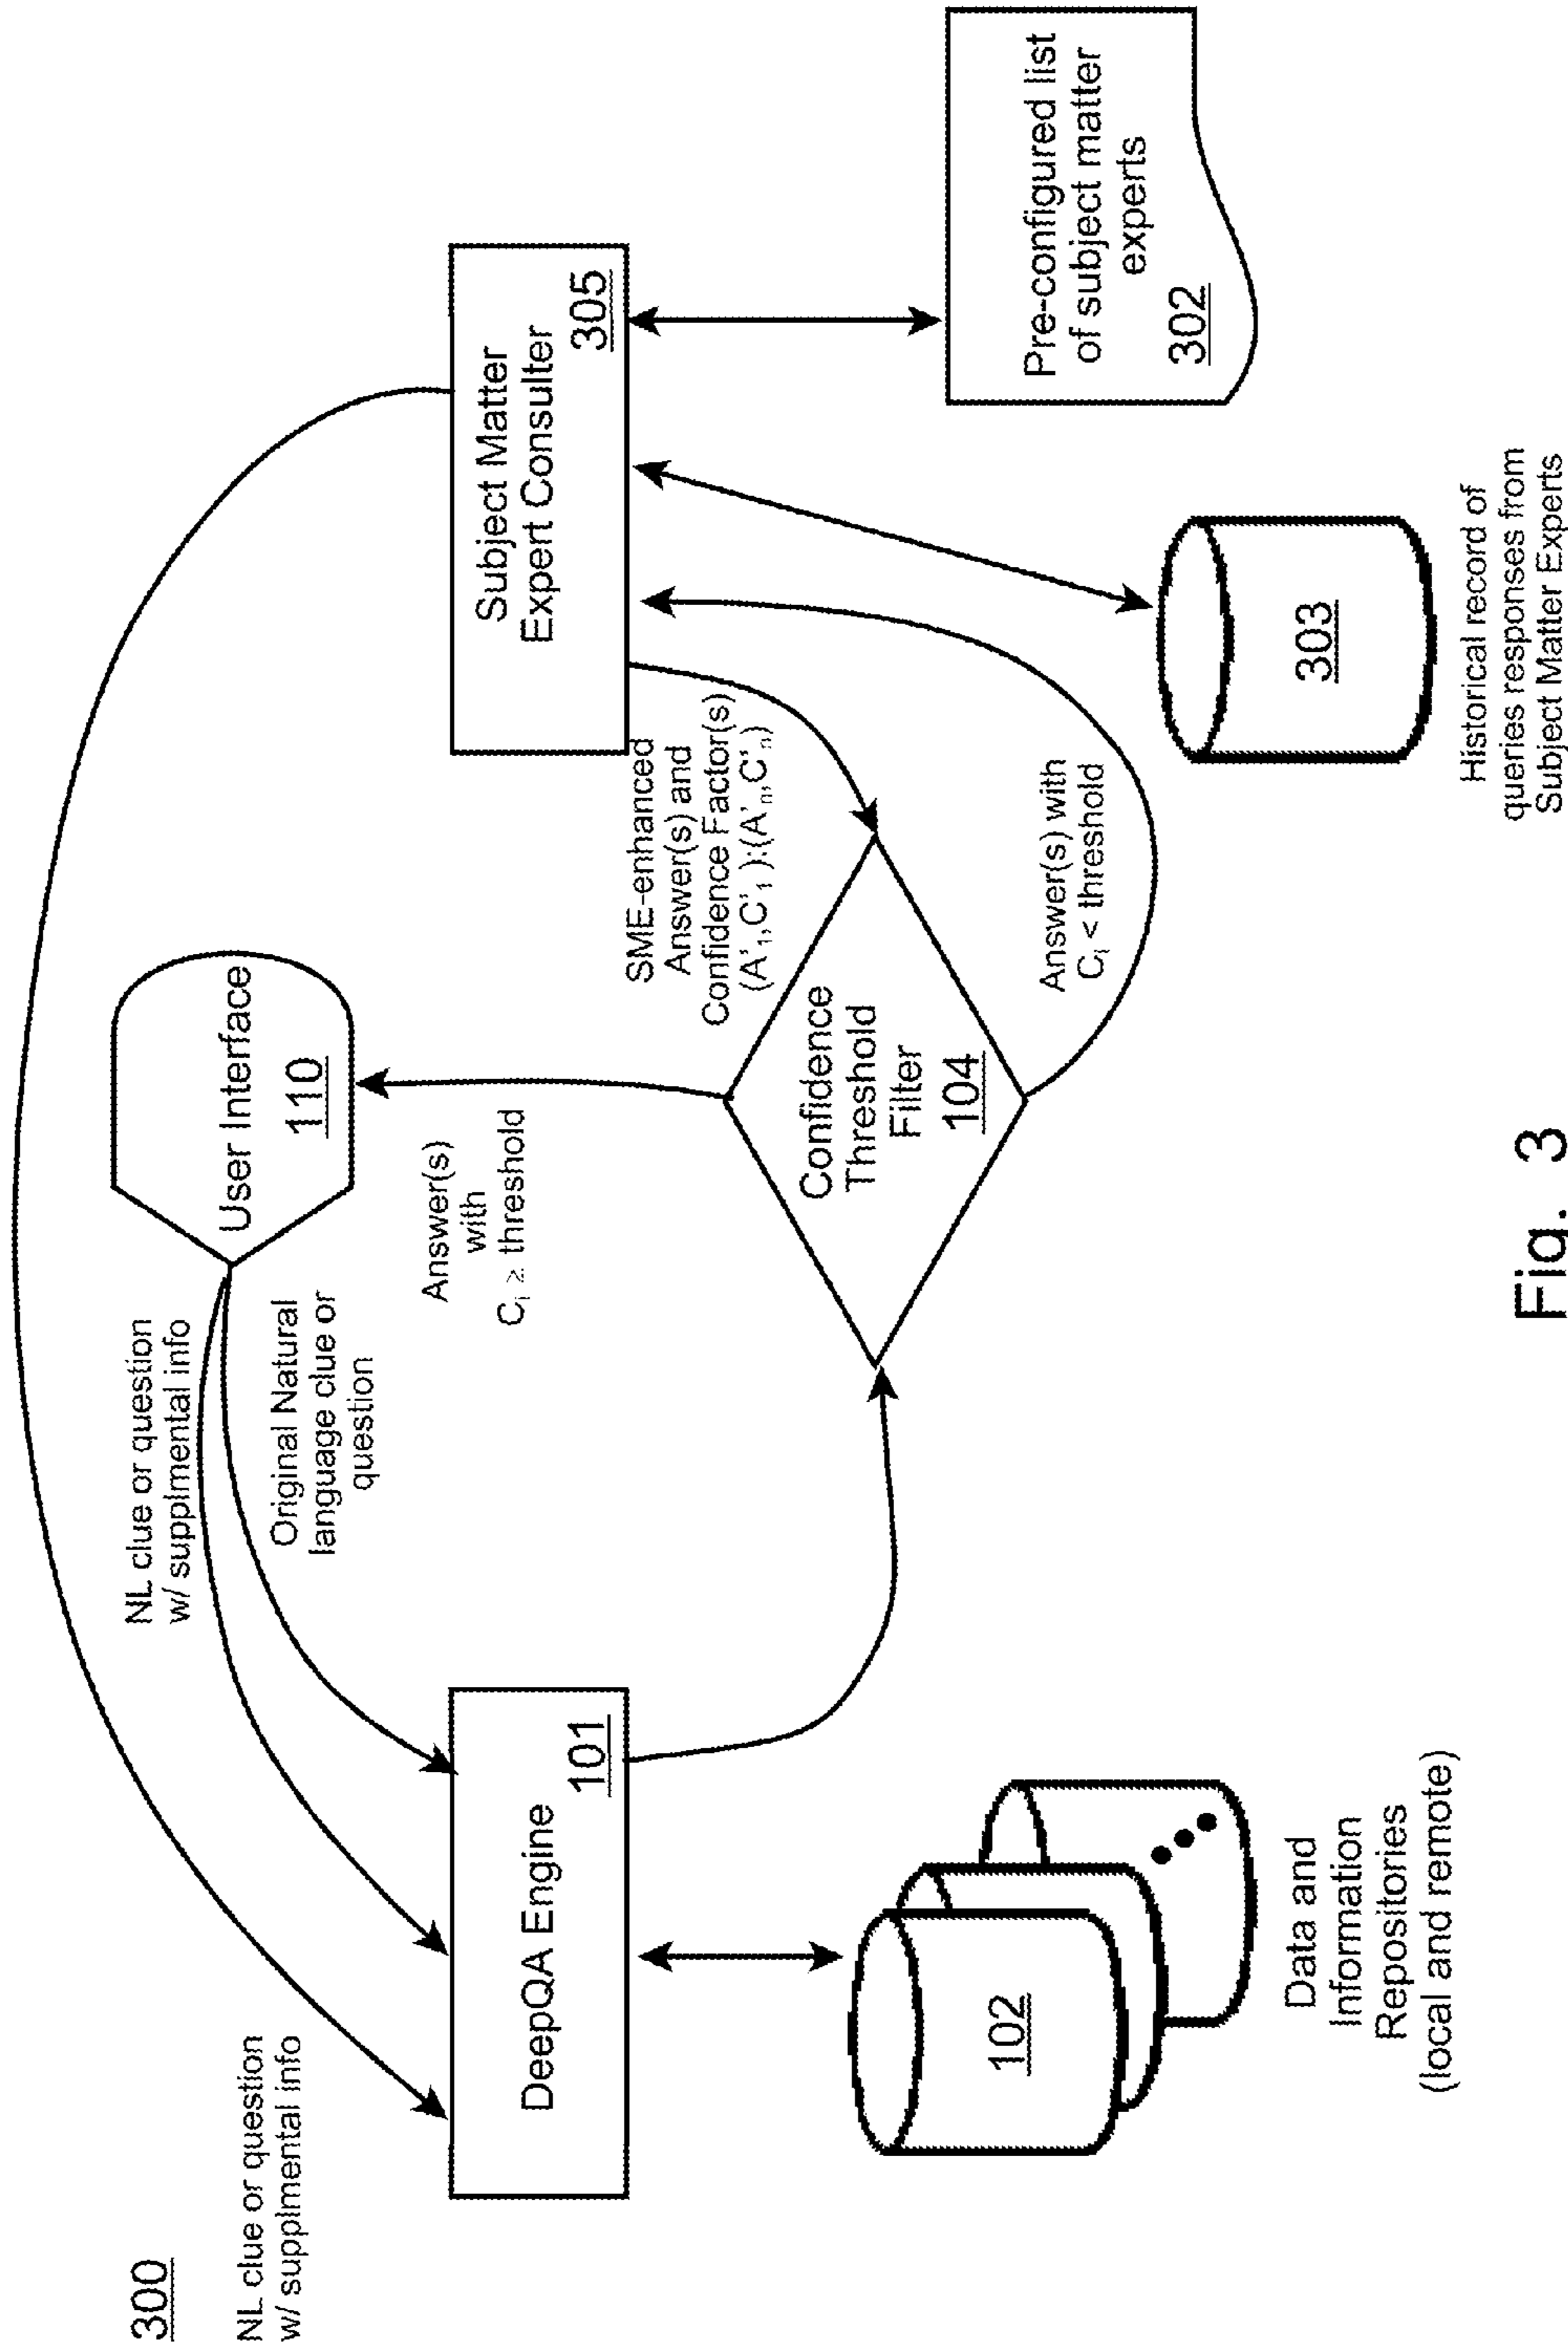 300
NL clue or question
w/ supplmental info
NL clue or question
w/ supplmental info
Original Natural
language clue or
question
User Interface
110
Answer(s)
with
Ci ≥ threshold
DeepQA Engine
101
Subject Matter
Expert Consulter
305
SME-enhanced
Answer(s) and
Confidence Factor(s)
(A'1,C'1):(A'n,C'n)
Confidence
Threshold
Filter
104
Answer(s) with
Ci < threshold
102
Data and
Information
Repositories
(local and remote)
303
Historical record of
queries responses from
Subject Matter Experts
Pre-configured list
of subject matter
experts
302
Fig. 3